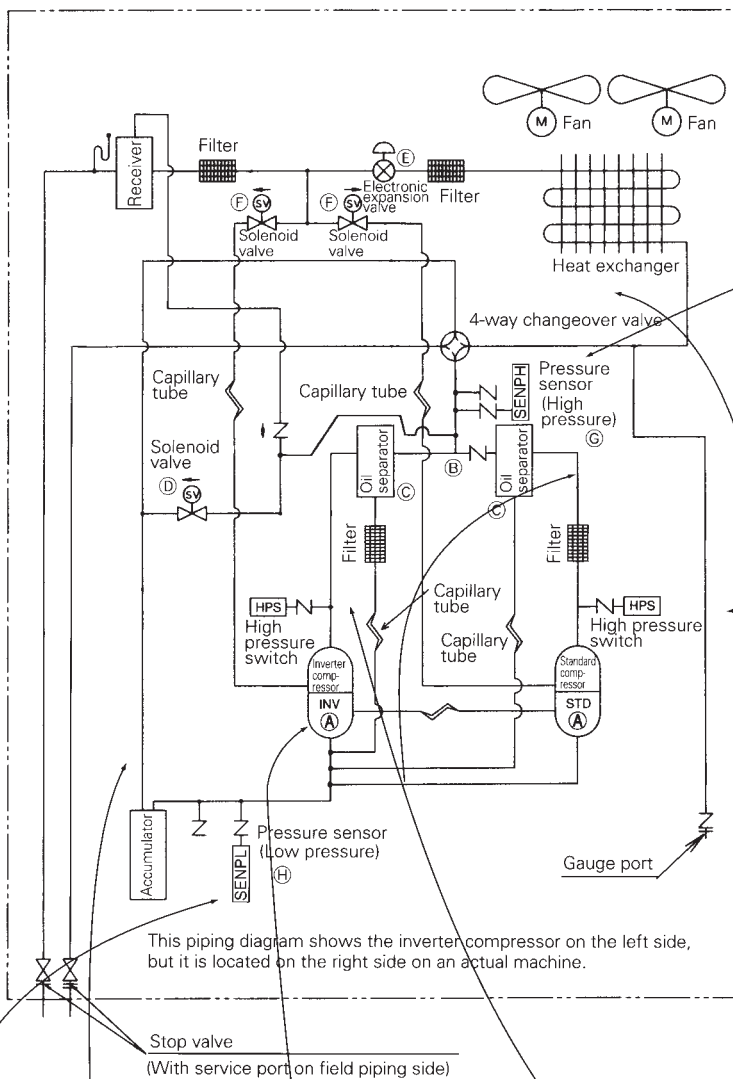 M
Fan
M
Fan
Filter
Receiver
E
Electronic
expansion
valve
Filter
F
SV
Solenoid
valve
F
SV
Solenoid
valve
Heat exchanger
4-way changeover valve
Capillary
tube
Capillary tube
Pressure
sensor
(High
pressure)
SENPH
G
Solenoid
valve
D
SV
Oil
separator
C
B
Oil
separator
C
Filter
Filter
Capillary
tube
Capillary
tube
HPS
High
pressure
switch
HPS
High pressure
switch
Inverter
comp-
ressor
INV
A
Standard
comp-
ressor
STD
A
Accumulator
Pressure sensor
(Low pressure)
SENPL
H
Gauge port
This piping diagram shows the inverter compressor on the left side,
but it is located on the right side on an actual machine.
Stop valve
(With service port on field piping side)